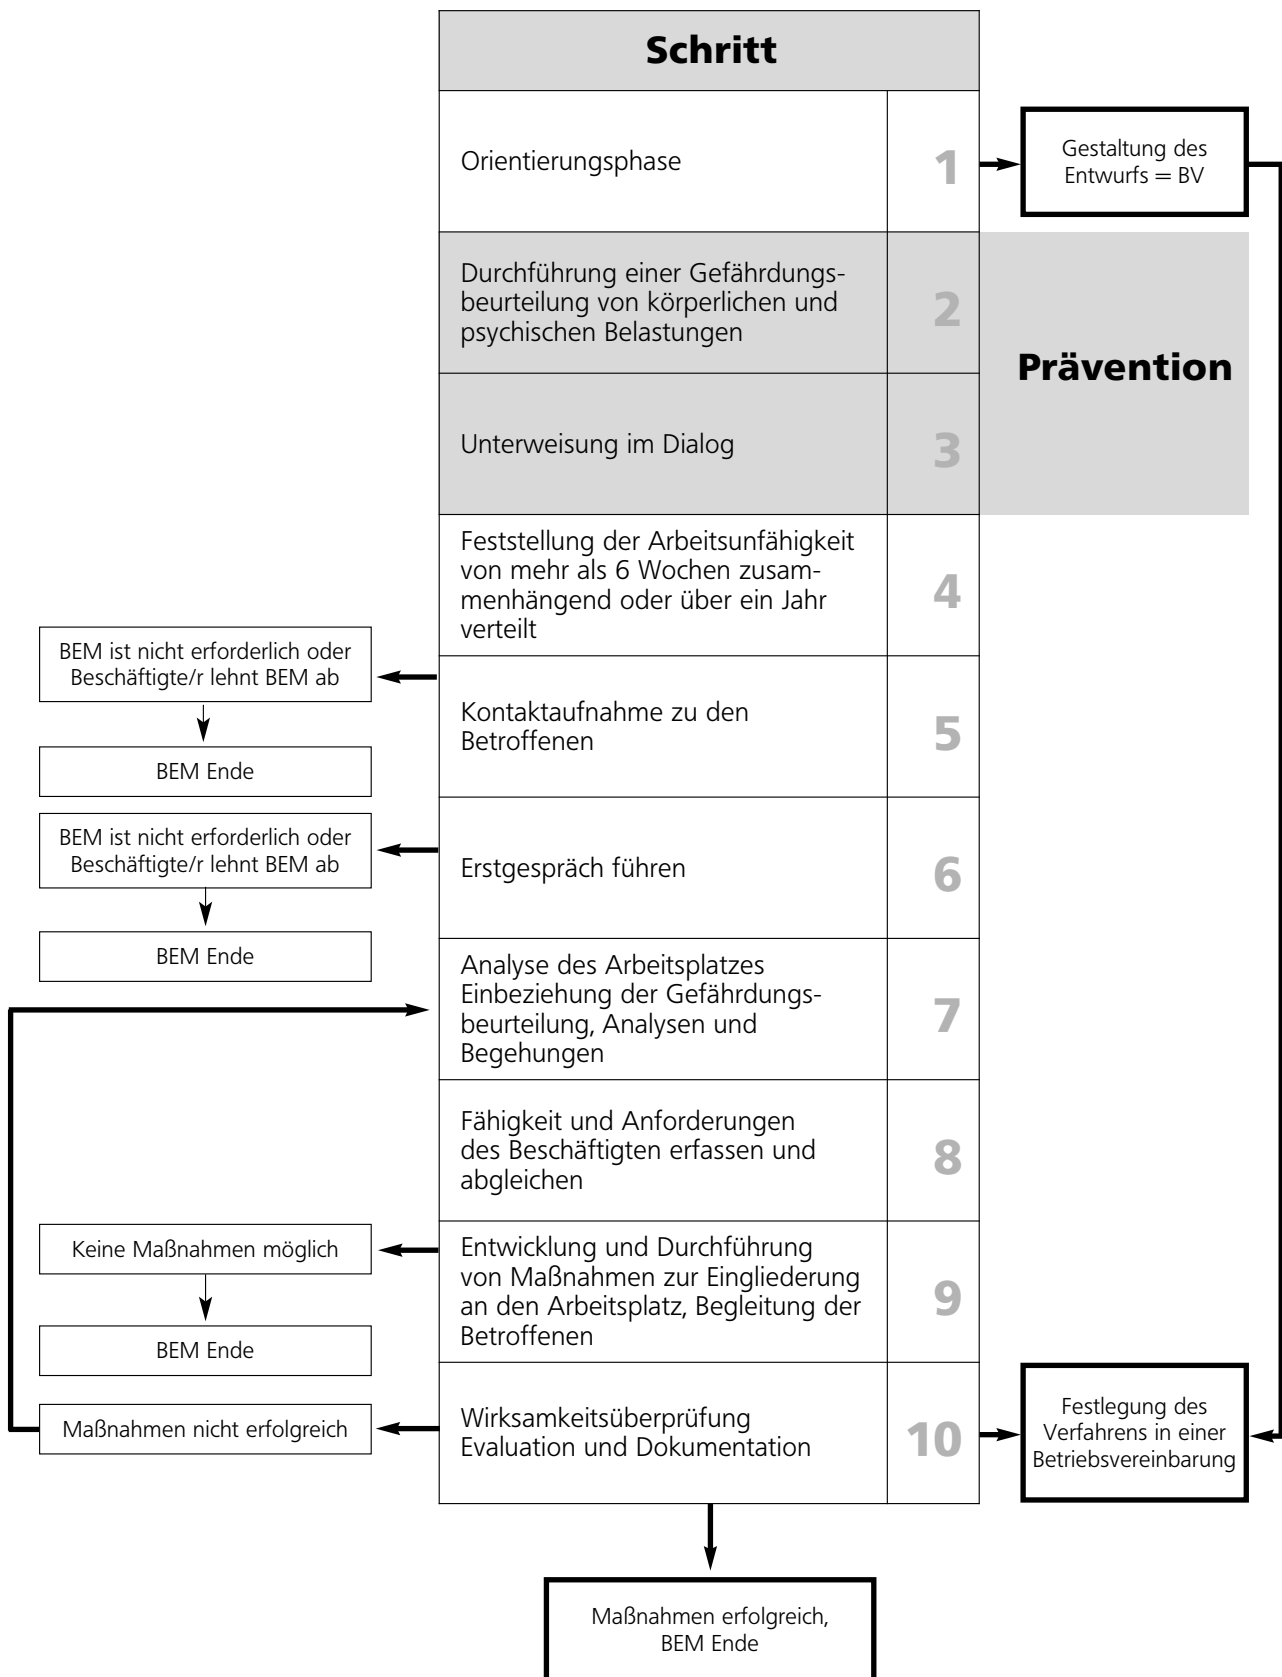 Schritt
Orientierungsphase
1
Gestaltung des
Entwurfs = BV
Durchführung einer Gefährdungs-
beurteilung von körperlichen und
psychischen Belastungen
2
Prävention
Unterweisung im Dialog
3
Feststellung der Arbeitsunfähigkeit
von mehr als 6 Wochen zusam-
menhängend oder über ein Jahr
verteilt
4
BEM ist nicht erforderlich oder
Beschäftigte/r lehnt BEM ab
BEM Ende
Kontaktaufnahme zu den
Betroffenen
5
BEM ist nicht erforderlich oder
Beschäftigte/r lehnt BEM ab
BEM Ende
Erstgespräch führen
6
Analyse des Arbeitsplatzes
Einbeziehung der Gefährdungs-
beurteilung, Analysen und
Begehungen
7
Fähigkeit und Anforderungen
des Beschäftigten erfassen und
abgleichen
8
Keine Maßnahmen möglich
BEM Ende
Entwicklung und Durchführung
von Maßnahmen zur Eingliederung
an den Arbeitsplatz, Begleitung der
Betroffenen
9
Maßnahmen nicht erfolgreich
Wirksamkeitsüberprüfung
Evaluation und Dokumentation
10
Festlegung des
Verfahrens in einer
Betriebsvereinbarung
Maßnahmen erfolgreich,
BEM Ende